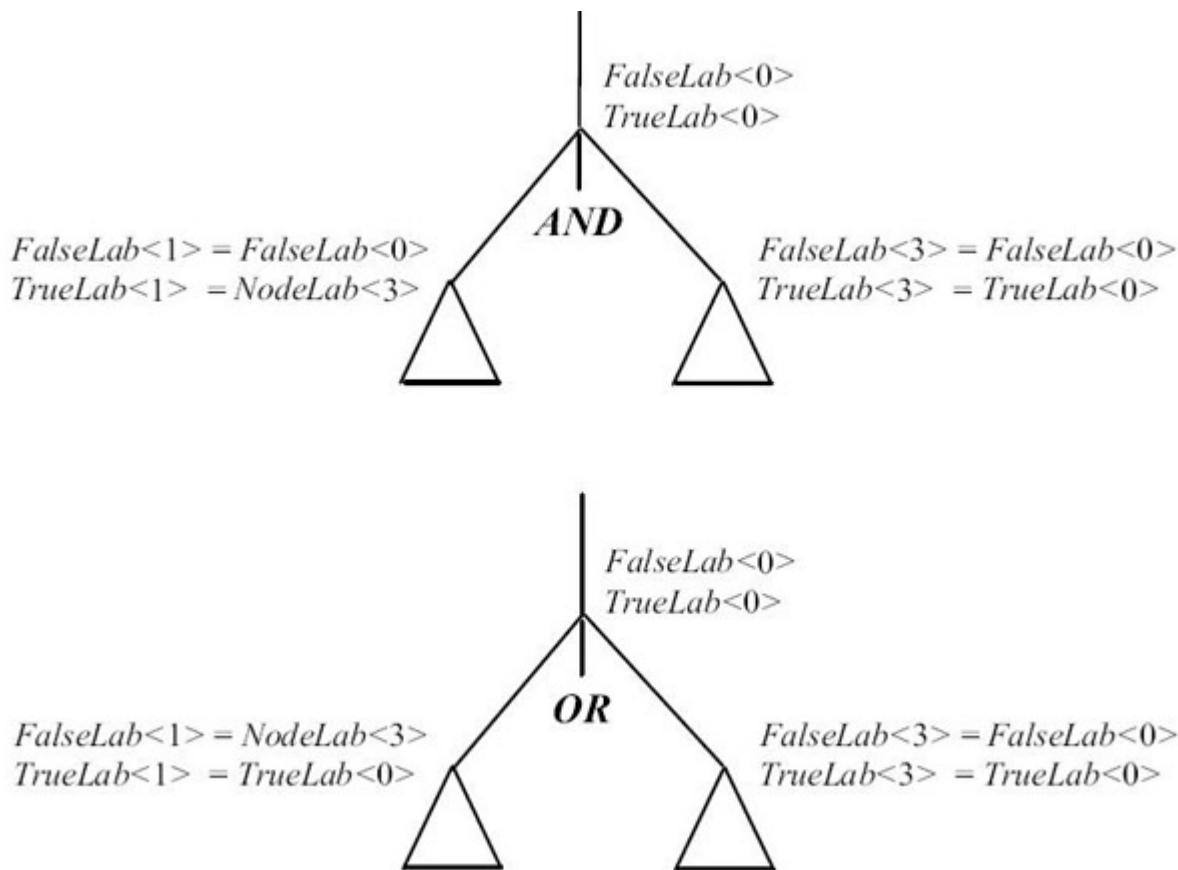 FalseLab<0>
TrueLab<0>
AND
FalseLab<1> = FalseLab<0>
TrueLab<1> = NodeLab<3>
FalseLab<3> = FalseLab<0>
TrueLab<3> = TrueLab<0>
FalseLab<0>
TrueLab<0>
OR
FalseLab<1> = NodeLab<3>
TrueLab<1> = TrueLab<0>
FalseLab<3> = FalseLab<0>
TrueLab<3> = TrueLab<0>